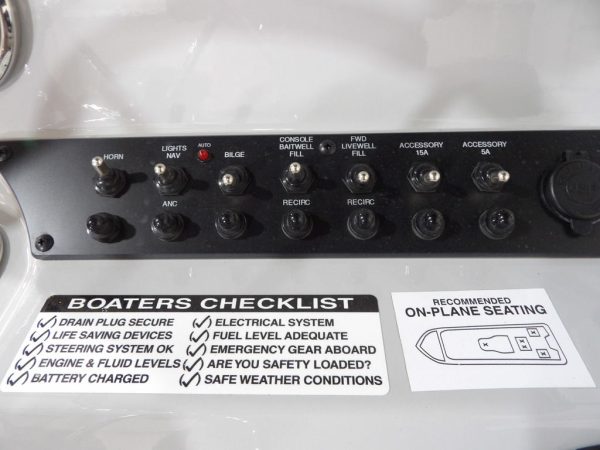 HORN
LIGHTS
NAV
AUTO
BILGE
CONSOLE
BAITWELL
FILL
FWD
LIVEWELL
FILL
ACCESSORY
15A
ACCESSORY
5A
ANC
RECIRC
RECIRC
BOATERS CHECKLIST
DRAIN PLUG SECURE
LIFE SAVING DEVICES
STEERING SYSTEM OK
ENGINE & FLUID LEVELS
BATTERY CHARGED
ELECTRICAL SYSTEM
FUEL LEVEL ADEQUATE
EMERGENCY GEAR ABOARD
ARE YOU SAFETY LOADED?
SAFE WEATHER CONDITIONS
RECOMMENDED
ON-PLANE SEATING